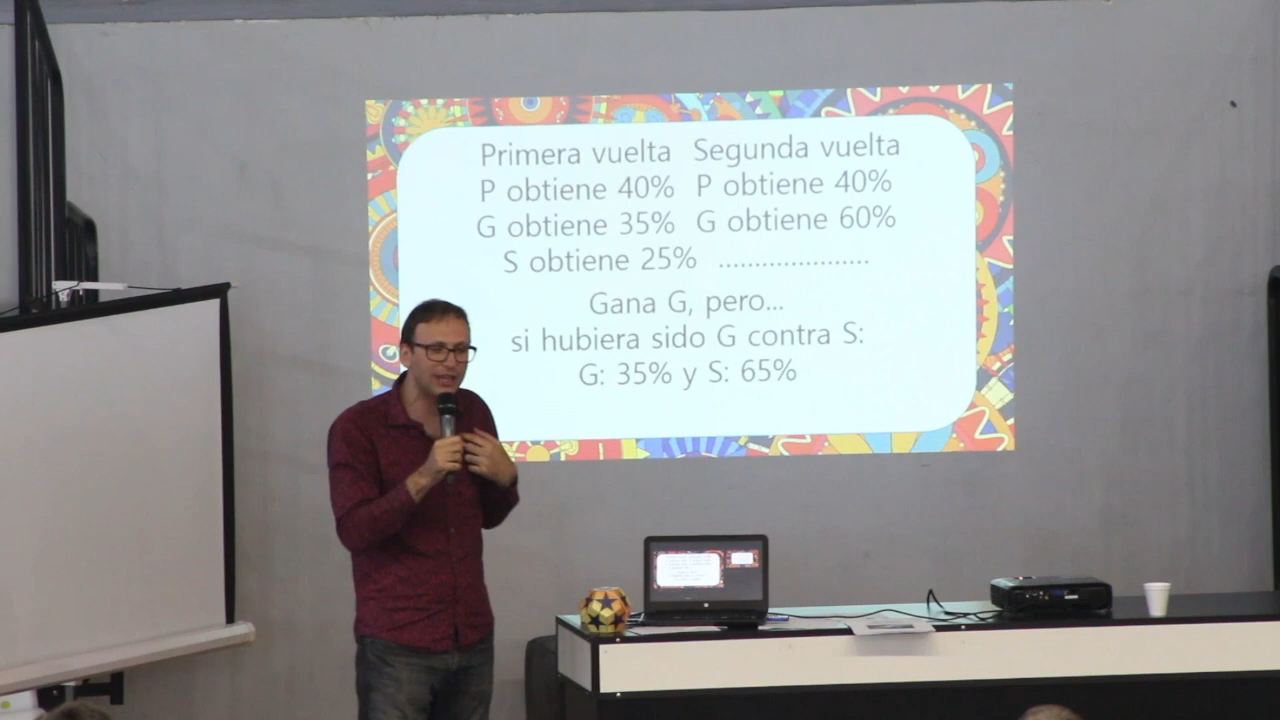 Primera vuelta Segunda vuelta
P obtiene 40% P obtiene 40%
G obtiene 35% G obtiene 60%
S obtiene 25% .....................
Gana G, pero...
si hubiera sido G contra S:
G: 35% y S: 65%